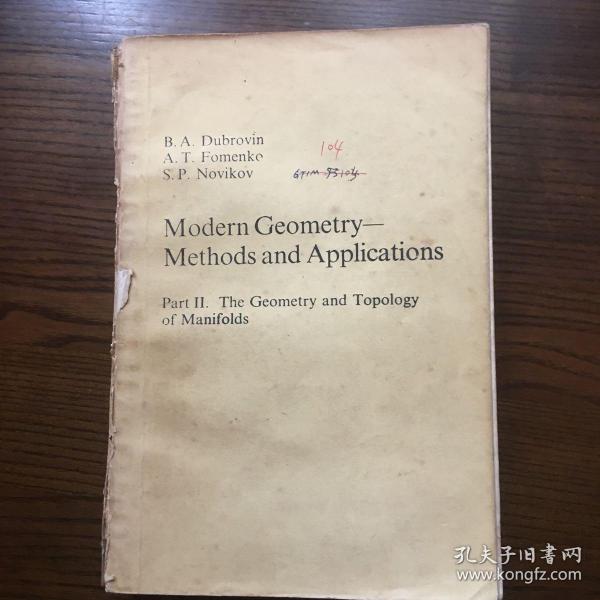 B. A. Dubrovin
A. T. Fomenko
S. P. Novikov
104
GTM
Modern Geometry—
Methods and Applications
Part II. The Geometry and Topology
of Manifolds
孔夫子旧书网
www.kongfz.com